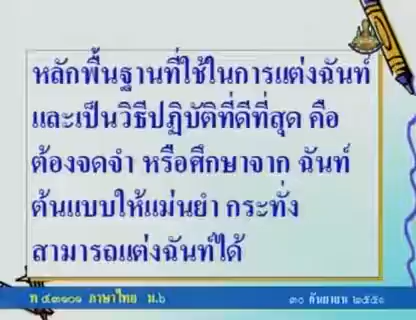 หลักพื้นฐานที่ใช้ในการแต่งฉันท์
และเป็นวิธีปฏิบัติที่ดีที่สุด คือ
ต้องจดจำ หรือศึกษาจาก ฉันท์
ต้นแบบให้แม่นยำ กระทั่ง
สามารถแต่งฉันท์ได้
ท ๔๓๑๐๑ ภาษาไทย ม.๖
๓๐ กันยายน ๒๕๕๑